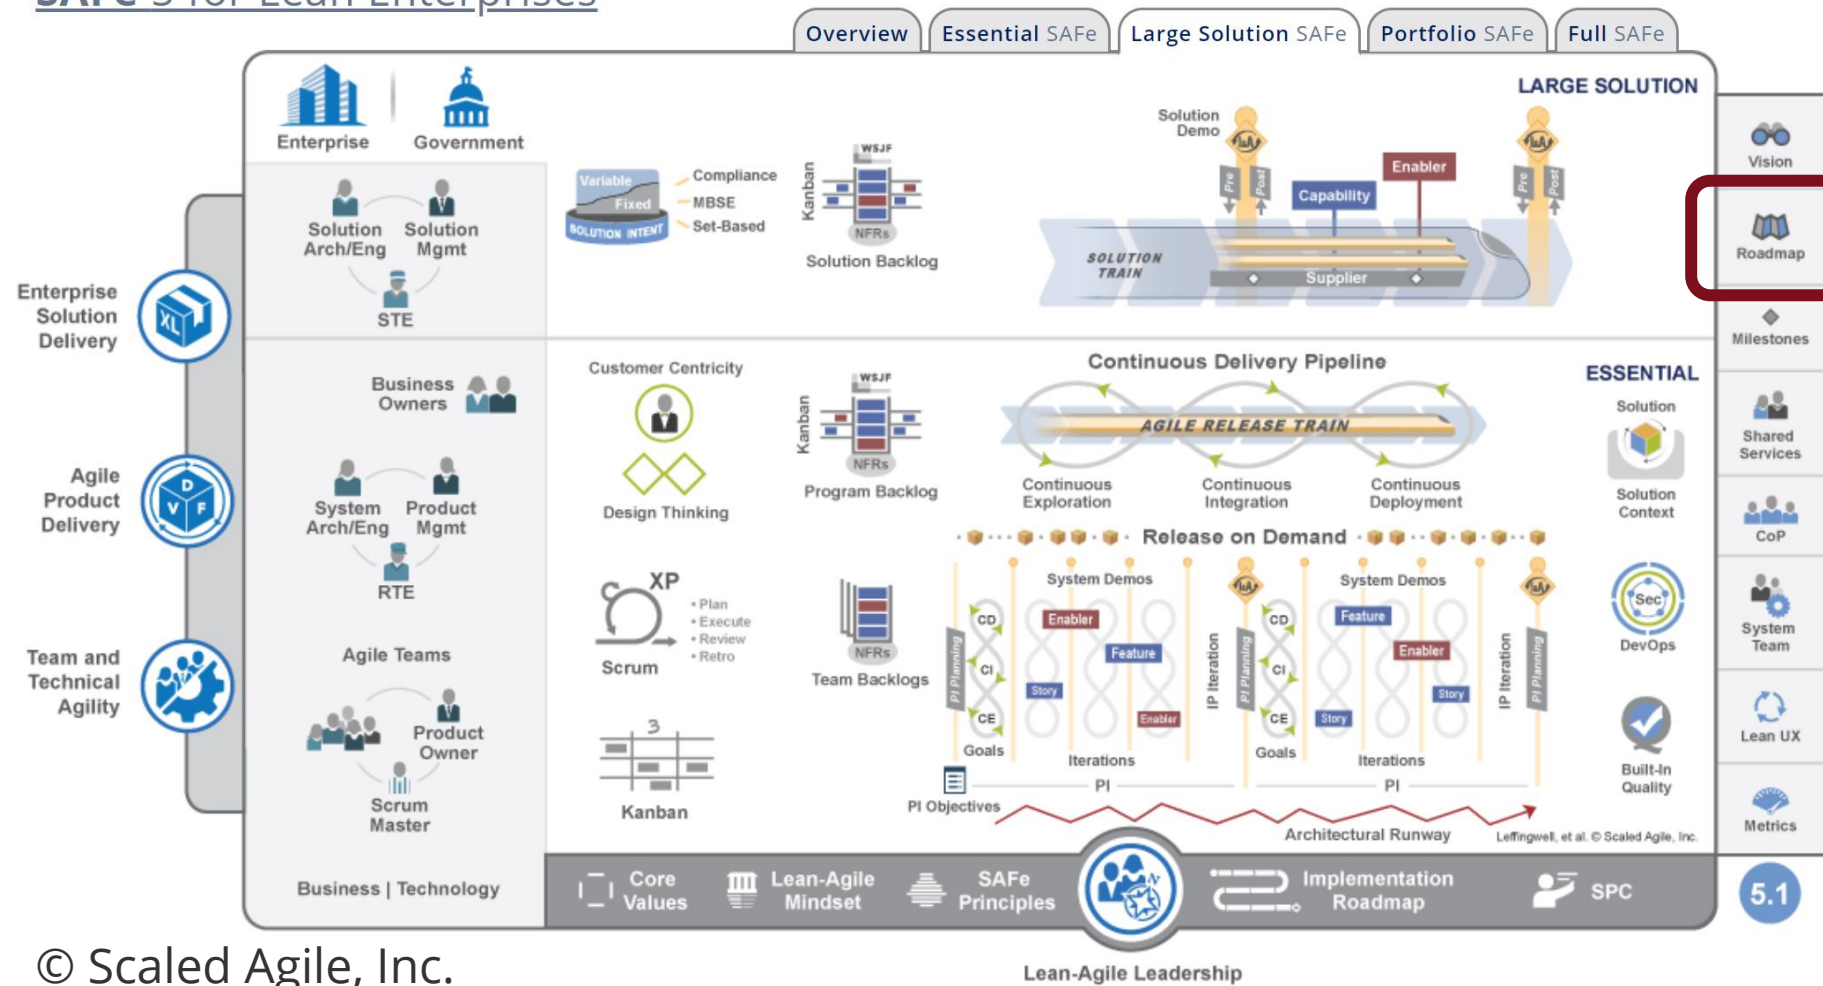 SAFe 5 for Lean Enterprises
Overview
Essential SAFe
Large Solution SAFe
Portfolio SAFe
Full SAFe
Enterprise
Government
LARGE SOLUTION
Solution
Arch/Eng
Solution
Mgmt
STE
Variable
Fixed
SOLUTION INTENT
Compliance
MBSE
Set-Based
Kanban
WSJF
NFRs
Solution Backlog
Solution
Demo
Pre
Post
Capability
Enabler
SOLUTION
TRAIN
Supplier
Pre
Post
Vision
Roadmap
Milestones
Shared
Services
CoP
System
Team
Lean UX
Metrics
5.1
Enterprise
Solution
Delivery
XL
Agile
Product
Delivery
D
V
F
Team and
Technical
Agility
Business
Owners
System
Arch/Eng
Product
Mgmt
RTE
Agile Teams
Product
Owner
Scrum
Master
Business | Technology
Customer Centricity
Design Thinking
XP
• Plan
• Execute
• Review
• Retro
Scrum
3
Kanban
Kanban
WSJF
NFRs
Program Backlog
NFRs
Team Backlogs
Continuous Delivery Pipeline
AGILE RELEASE TRAIN
Continuous
Exploration
Continuous
Integration
Continuous
Deployment
Release on Demand
System Demos
System Demos
PI Planning
CD
CI
CE
Goals
Enabler
Feature
Story
Enabler
Iterations
IP Iteration
PI Planning
CD
CI
CE
Goals
Feature
Enabler
Story
Story
Iterations
IP Iteration
PI Planning
PI
PI
PI Objectives
Architectural Runway
Leffingwell, et al. © Scaled Agile, Inc.
ESSENTIAL
Solution
Solution
Context
Sec
DevOps
Built-In
Quality
Core
Values
Lean-Agile
Mindset
SAFe
Principles
N
Implementation
Roadmap
SPC
Lean-Agile Leadership
© Scaled Agile, Inc.